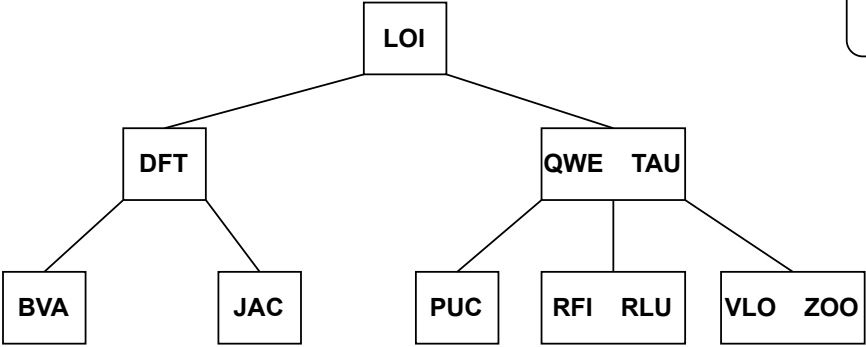 LOI
DFT
QWE TAU
BVA
JAC
PUC
RFI RLU
VLO ZOO